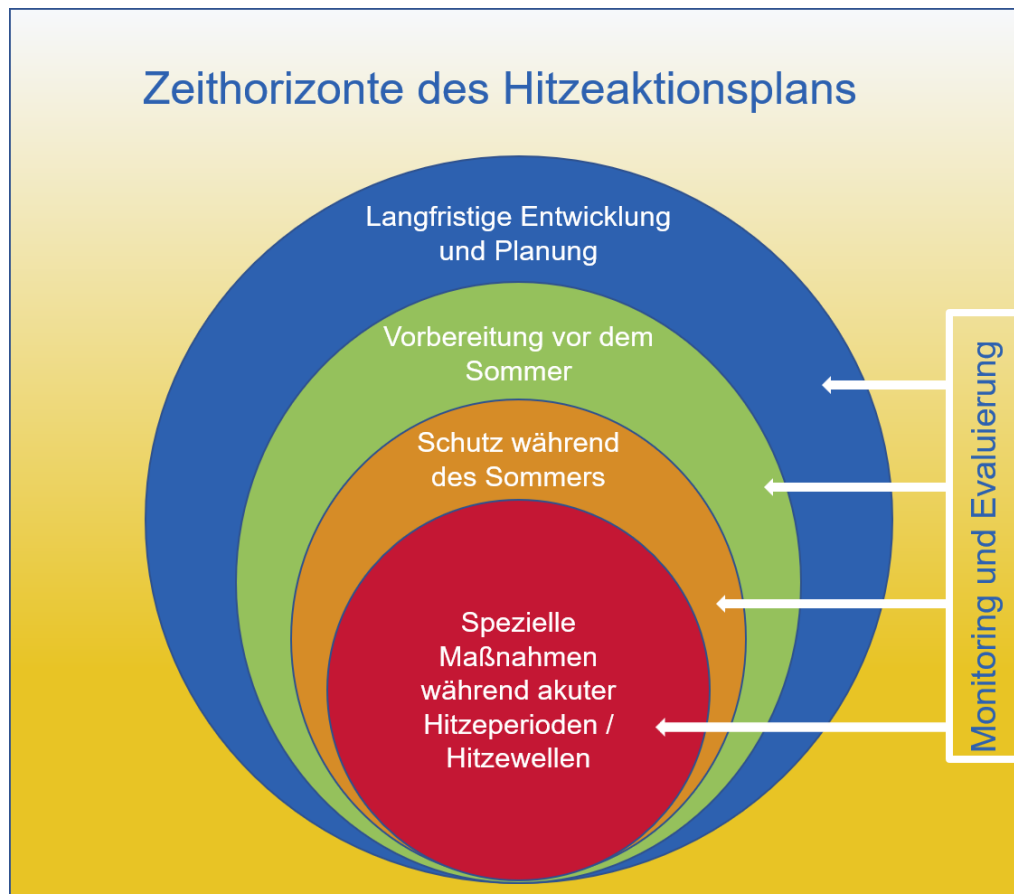 Zeithorizonte des Hitzeaktionsplans
Langfristige Entwicklung
und Planung
Vorbereitung vor dem
Sommer
Schutz während
des Sommers
Spezielle
Maßnahmen
während akuter
Hitzeperioden /
Hitzewellen
Monitoring und Evaluierung